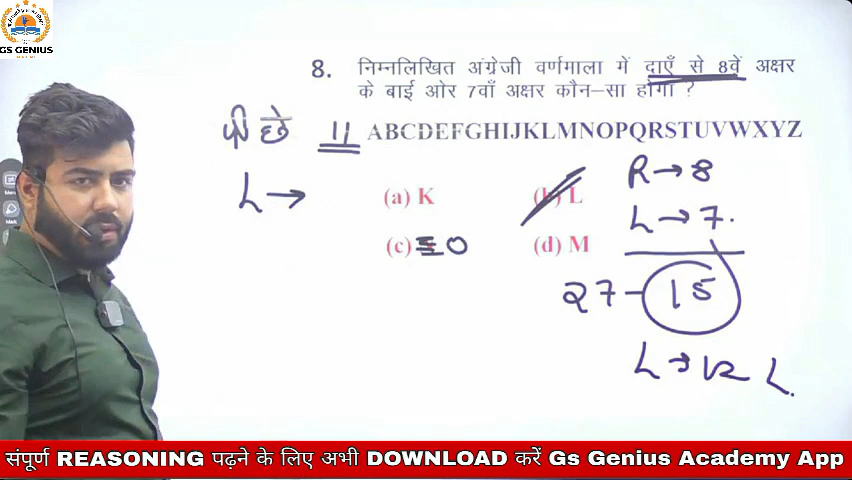 GS GENIUS
8. निम्नलिखित अंग्रेजी वर्णमाला में दाएँ से 8वें अक्षर
के बाई ओर 7वाँ अक्षर कौन-सा होगा ?
11 ABCDEFGHIJKLMNOPQRSTUVWXYZ
R → 8
L →
(a) K
(b) L
L → 7.
(c) O
(d) M
27 - 15
L → 12 L.
संपूर्ण REASONING पढ़ने के लिए अभी DOWNLOAD करें Gs Genius Academy App